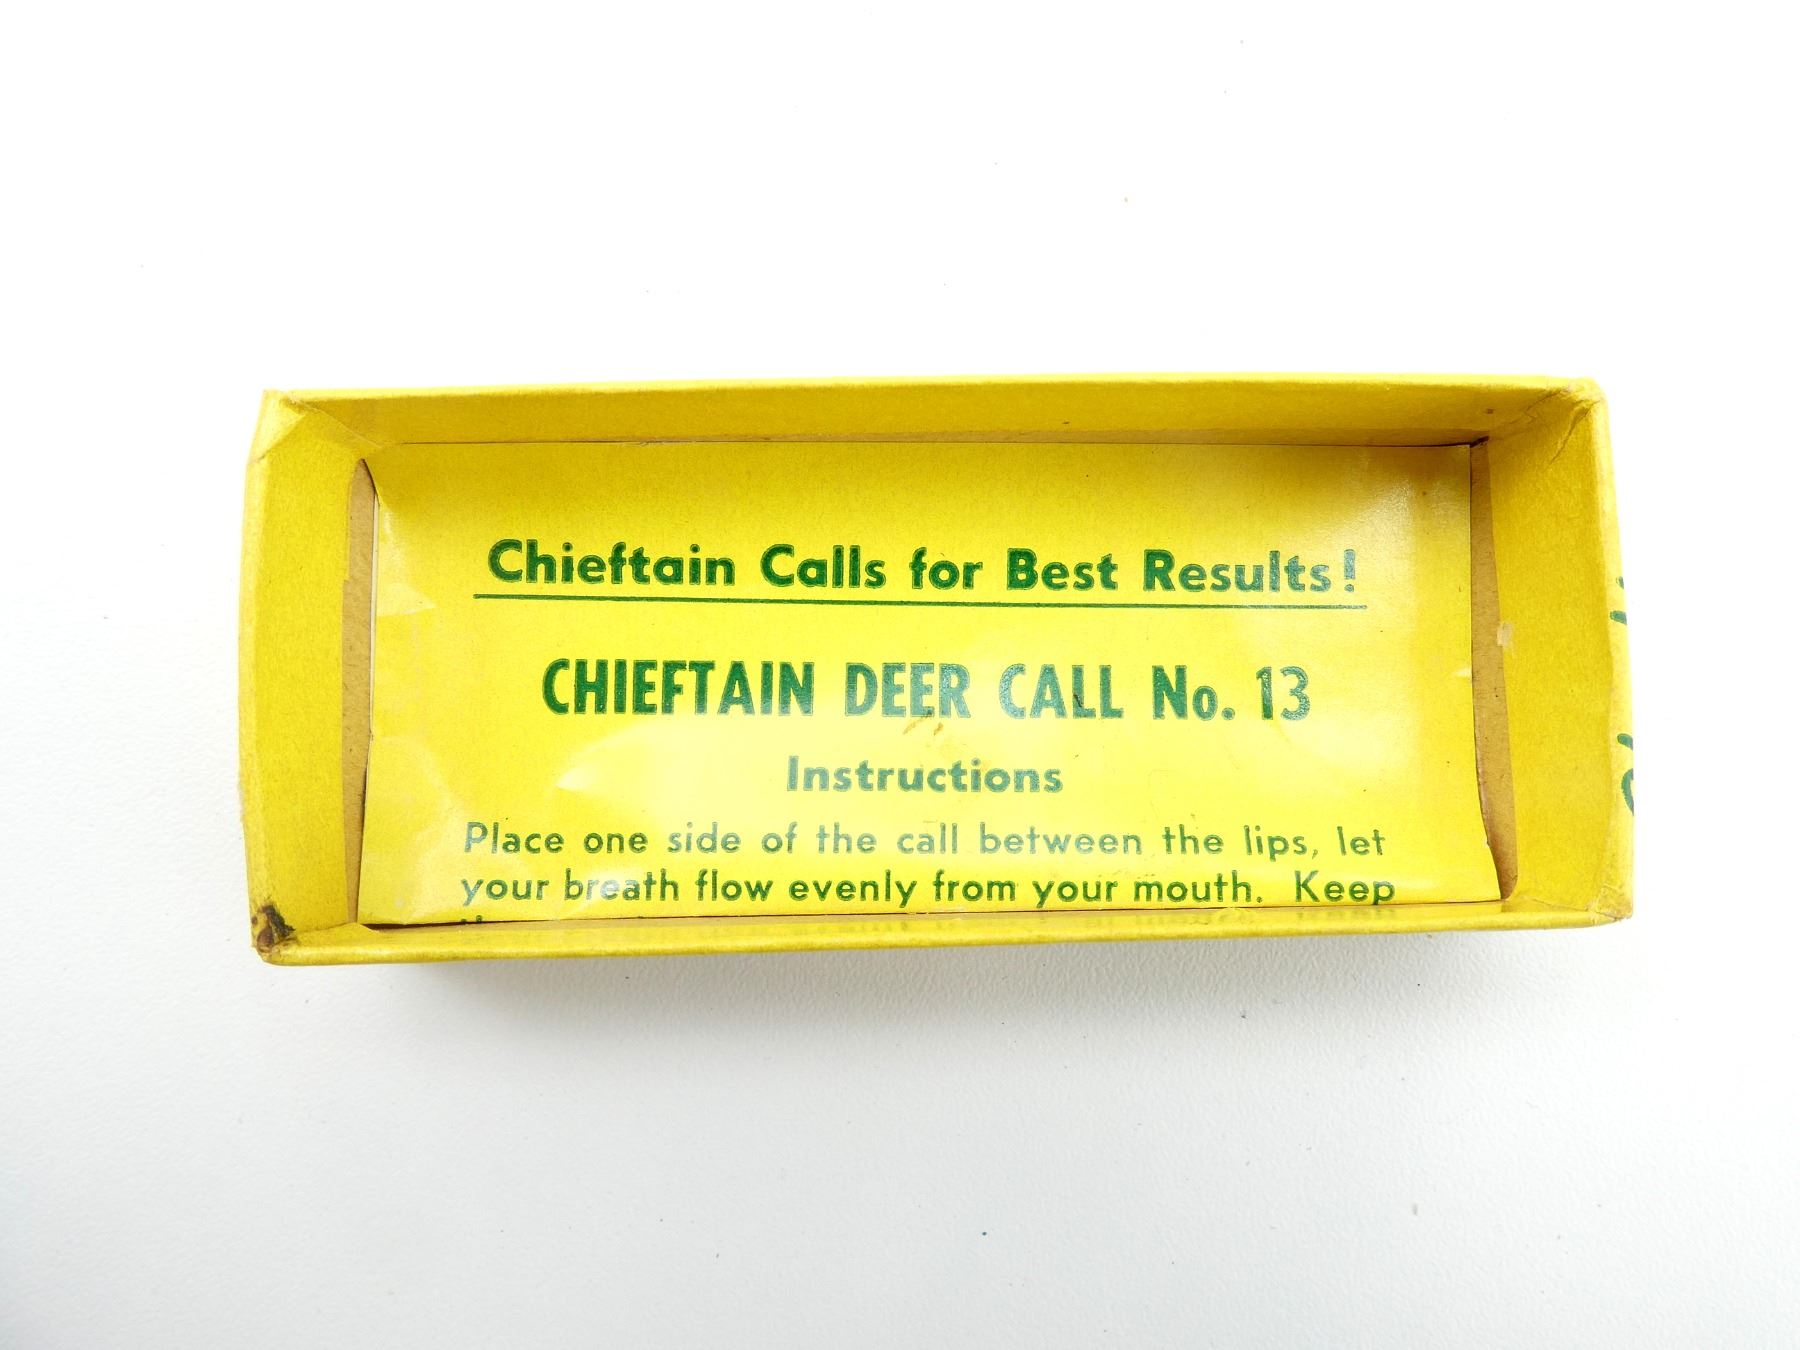 Chieftain Calls for Best Results!
CHIEFTAIN DEER CALL No. 13
Instructions
Place one side of the call between the lips, let
your breath flow evenly from your mouth. Keep